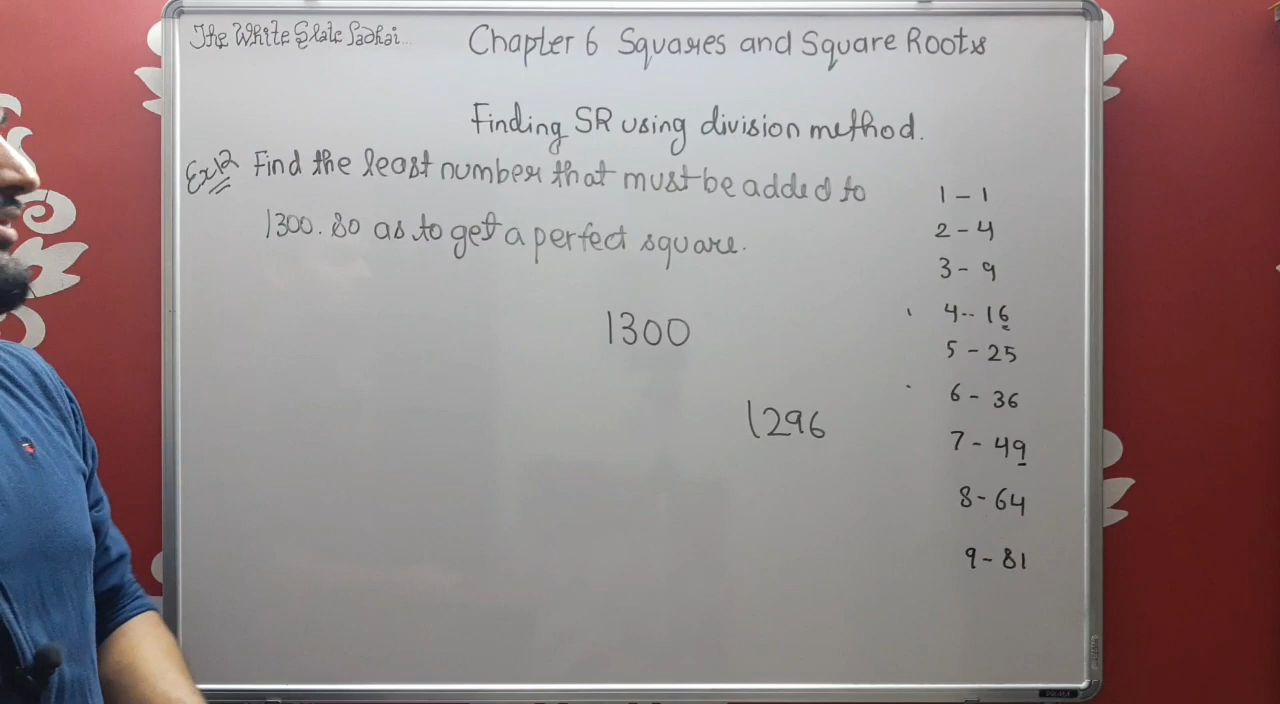 The White Slate Padhai...
Chapter 6 Squares and Square Roots
Finding SR using division method.
Ex12 Find the least number that must be added to
1300. so as to get a perfect square.
1300
1296
1 - 1
2 - 4
3 - 9
4 -- 16
5 - 25
6 - 36
7 - 49
8 - 64
9 - 81